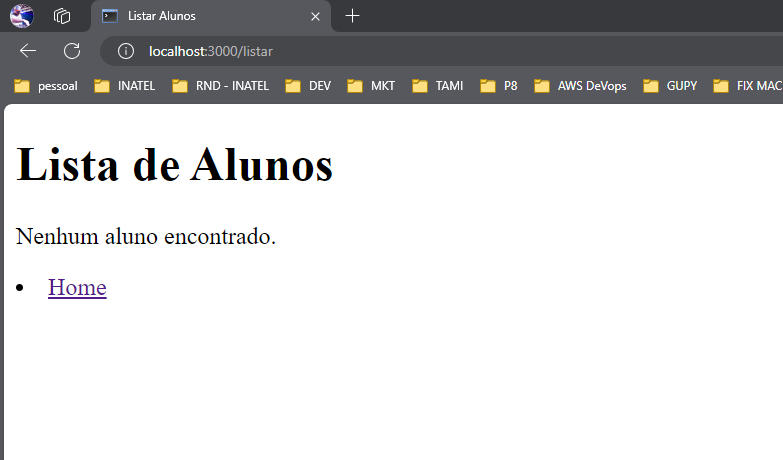 Listar Alunos
localhost:3000/listar
pessoal INATEL RND - INATEL DEV MKT TAMI P8 AWS DeVops GUPY FIX MAC
Lista de Alunos
Nenhum aluno encontrado.
Home